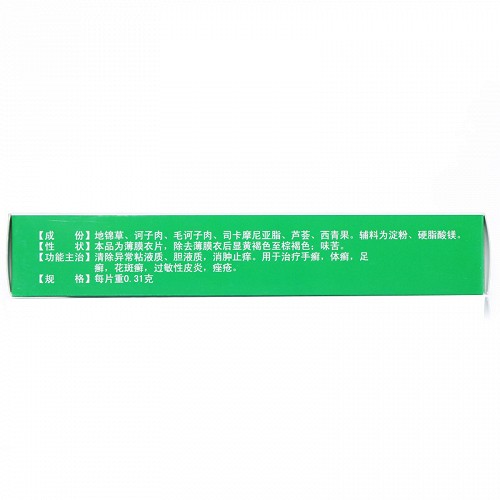 【成　份】地锦草、诃子肉、毛诃子肉、司卡摩尼亚脂、芦荟、西青果。辅料为淀粉、硬脂酸镁。
【性　状】本品为薄膜衣片，除去薄膜衣后显黄褐色至棕褐色；味苦。
【功能主治】清除异常粘液质、胆液质，消肿止痒。用于治疗手癣，体癣，足
癣，花斑癣，过敏性皮炎，痤疮。
【规　格】每片重0.31克